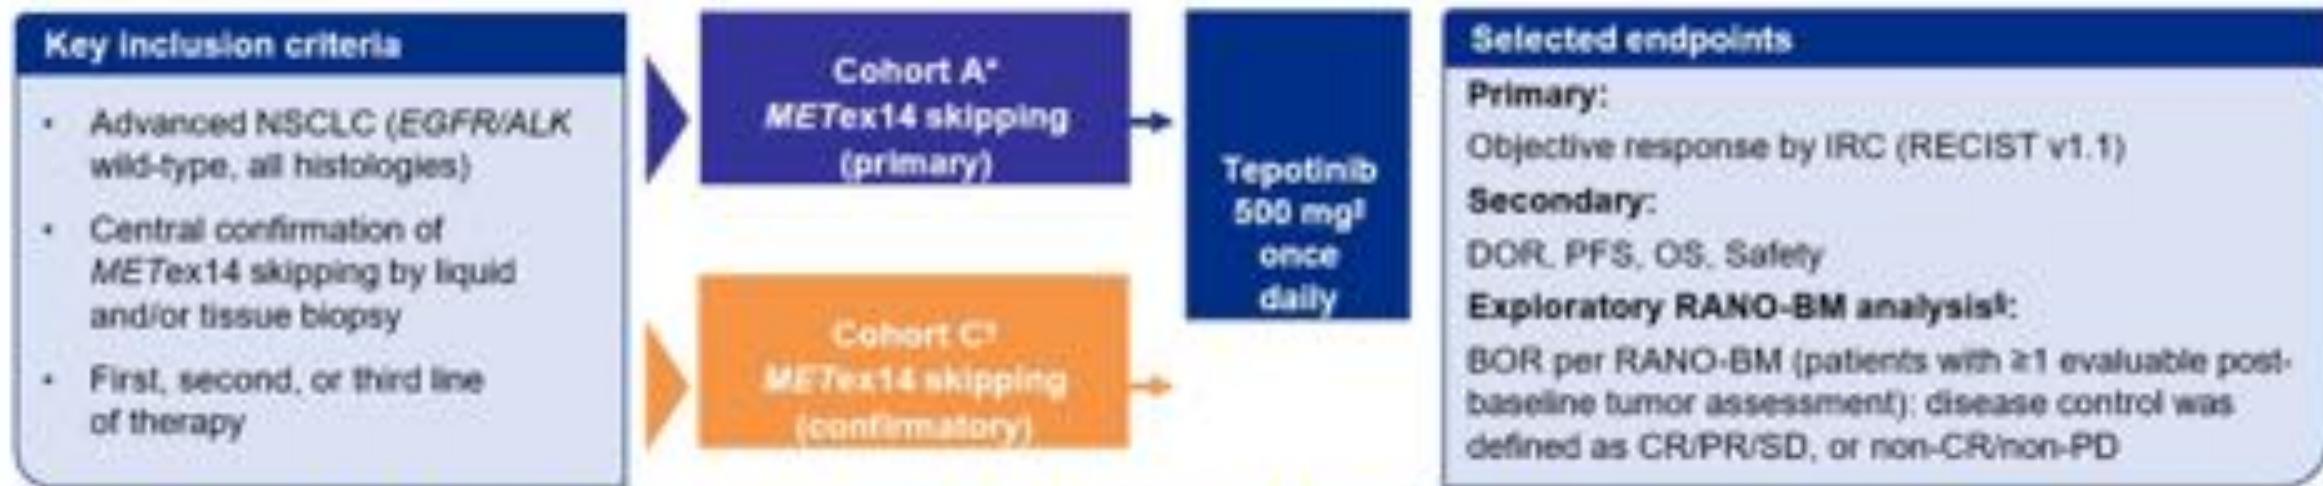 Key inclusion criteria
• Advanced NSCLC (EGFR/ALK
wild-type, all histologies)
• Central confirmation of
METex14 skipping by liquid
and/or tissue biopsy
• First, second, or third line
of therapy
Cohort A*
METex14 skipping
(primary)
Cohort C†
METex14 skipping
(confirmatory)
Tepotinib
500 mg‡
once
daily
Selected endpoints
Primary:
Objective response by IRC (RECIST v1.1)
Secondary:
DOR, PFS, OS, Safety
Exploratory RANO-BM analysis§:
BOR per RANO-BM (patients with ≥1 evaluable post-
baseline tumor assessment): disease control was
defined as CR/PR/SD, or non-CR/non-PD